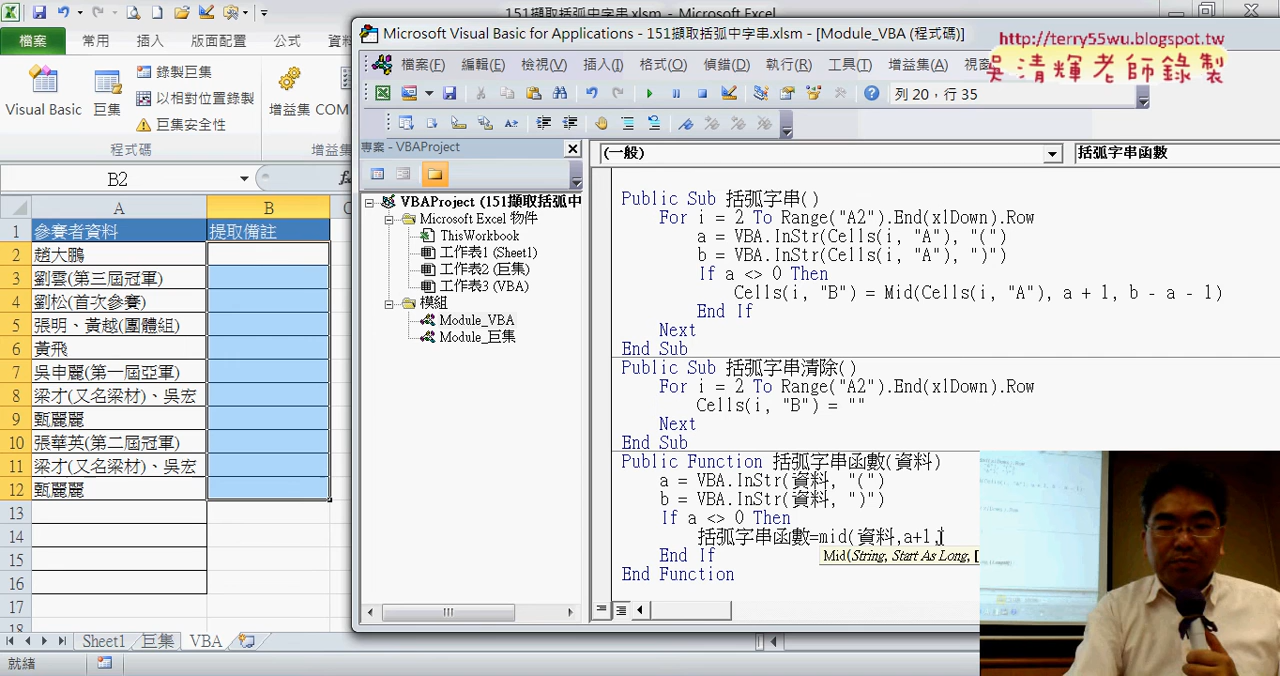 151擷取括弧中字串.xlsm - Microsoft Excel
檔案 常用 插入 版面配置 公式
Visual Basic 巨集 錄製巨集 以相對位置錄製 巨集安全性 增益集
程式碼
B2
A B
1 參賽者資料 提取備註
2 趙大鵬
3 劉雲(第三屆冠軍)
4 劉松(首次參賽)
5 張明、黃越(團體組)
6 黃飛
7 吳申麗(第一屆亞軍)
8 梁才(又名梁材)、吳宏
9 甄麗麗
10 張華英(第二屆冠軍)
11 梁才(又名梁材)、吳宏
12 甄麗麗
13
14
15
16
17
Sheet1 巨集 VBA
就緒
Microsoft Visual Basic for Applications - 151擷取括弧中字串.xlsm - [Module_VBA (程式碼)]
http://terry55wu.blogspot.tw
吳清輝老師錄製
檔案(F) 編輯(E) 檢視(V) 插入(I) 格式(O) 偵錯(D) 執行(R) 工具(T) 增益集(A)
列 20，行 35
專案 - VBAProject
VBAProject (151擷取括弧中
Microsoft Excel 物件
ThisWorkbook
工作表1 (Sheet1)
工作表2 (巨集)
工作表3 (VBA)
模組
Module_VBA
Module_巨集
(一般) 括弧字串函數
Public Sub 括弧字串()
For i = 2 To Range("A2").End(xlDown).Row
a = VBA.InStr(Cells(i, "A"), "(")
b = VBA.InStr(Cells(i, "A"), ")")
If a <> 0 Then
Cells(i, "B") = Mid(Cells(i, "A"), a + 1, b - a - 1)
End If
Next
End Sub
Public Sub 括弧字串清除()
For i = 2 To Range("A2").End(xlDown).Row
Cells(i, "B") = ""
Next
End Sub
Public Function 括弧字串函數(資料)
a = VBA.InStr(資料, "(")
b = VBA.InStr(資料, ")")
If a <> 0 Then
括弧字串函數=mid(資料,a+1,
Mid(String, Start As Long, [
End If
End Function